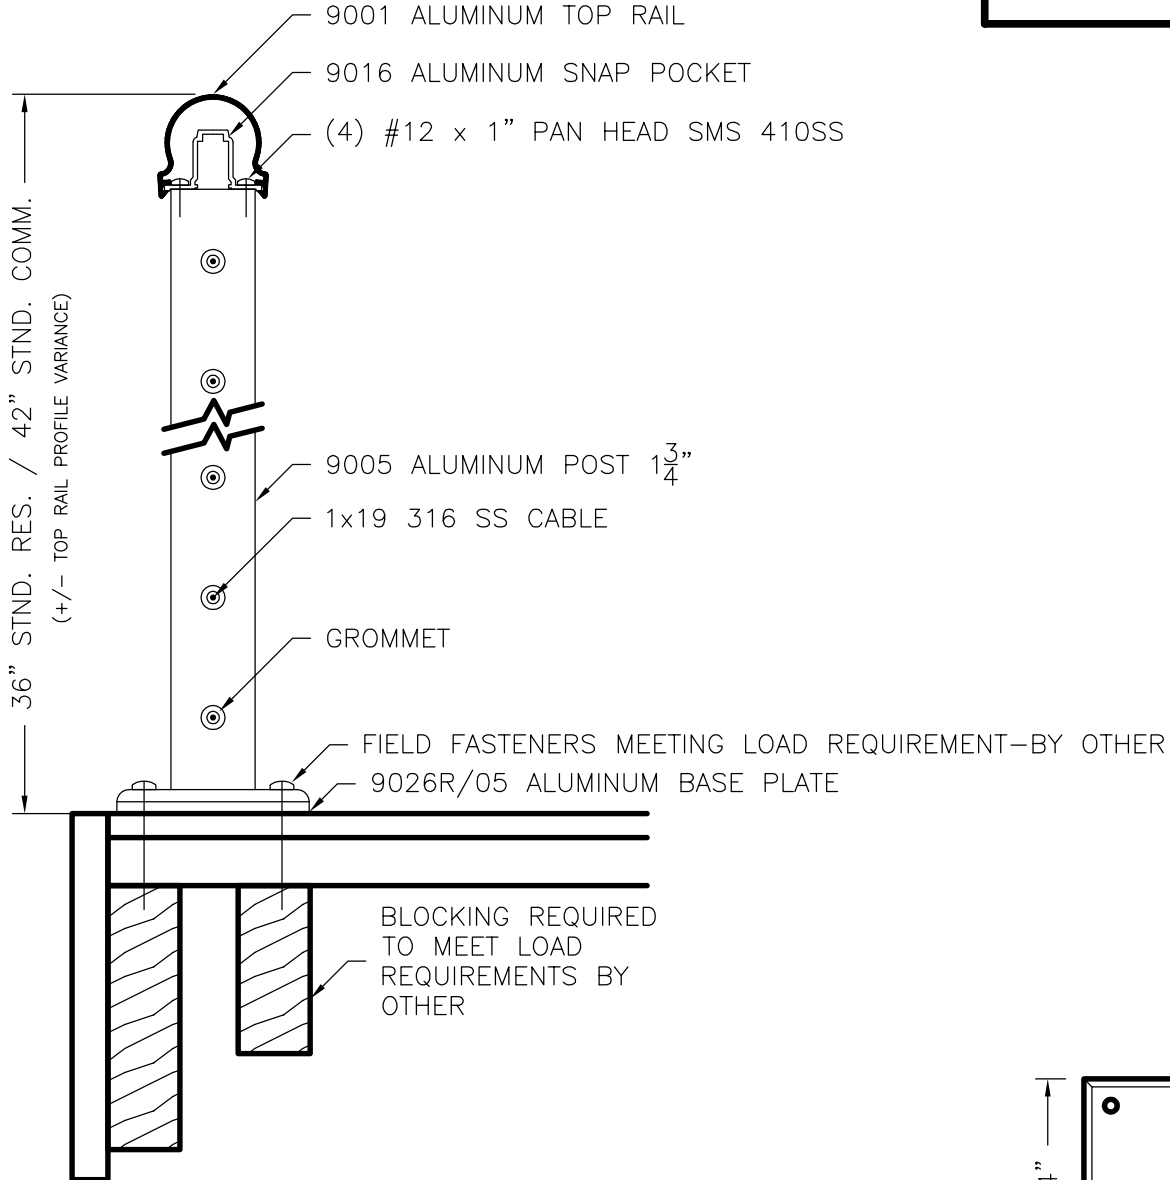 9001 ALUMINUM TOP RAIL
9016 ALUMINUM SNAP POCKET
(4) #12 x 1” PAN HEAD SMS 410SS
36” STND. RES. / 42” STND. COMM.
(+/- TOP RAIL PROFILE VARIANCE)
9005 ALUMINUM POST 1 3/4”
1x19 316 SS CABLE
GROMMET
FIELD FASTENERS MEETING LOAD REQUIREMENT-BY OTHER
9026R/05 ALUMINUM BASE PLATE
BLOCKING REQUIRED
TO MEET LOAD
REQUIREMENTS BY
OTHER